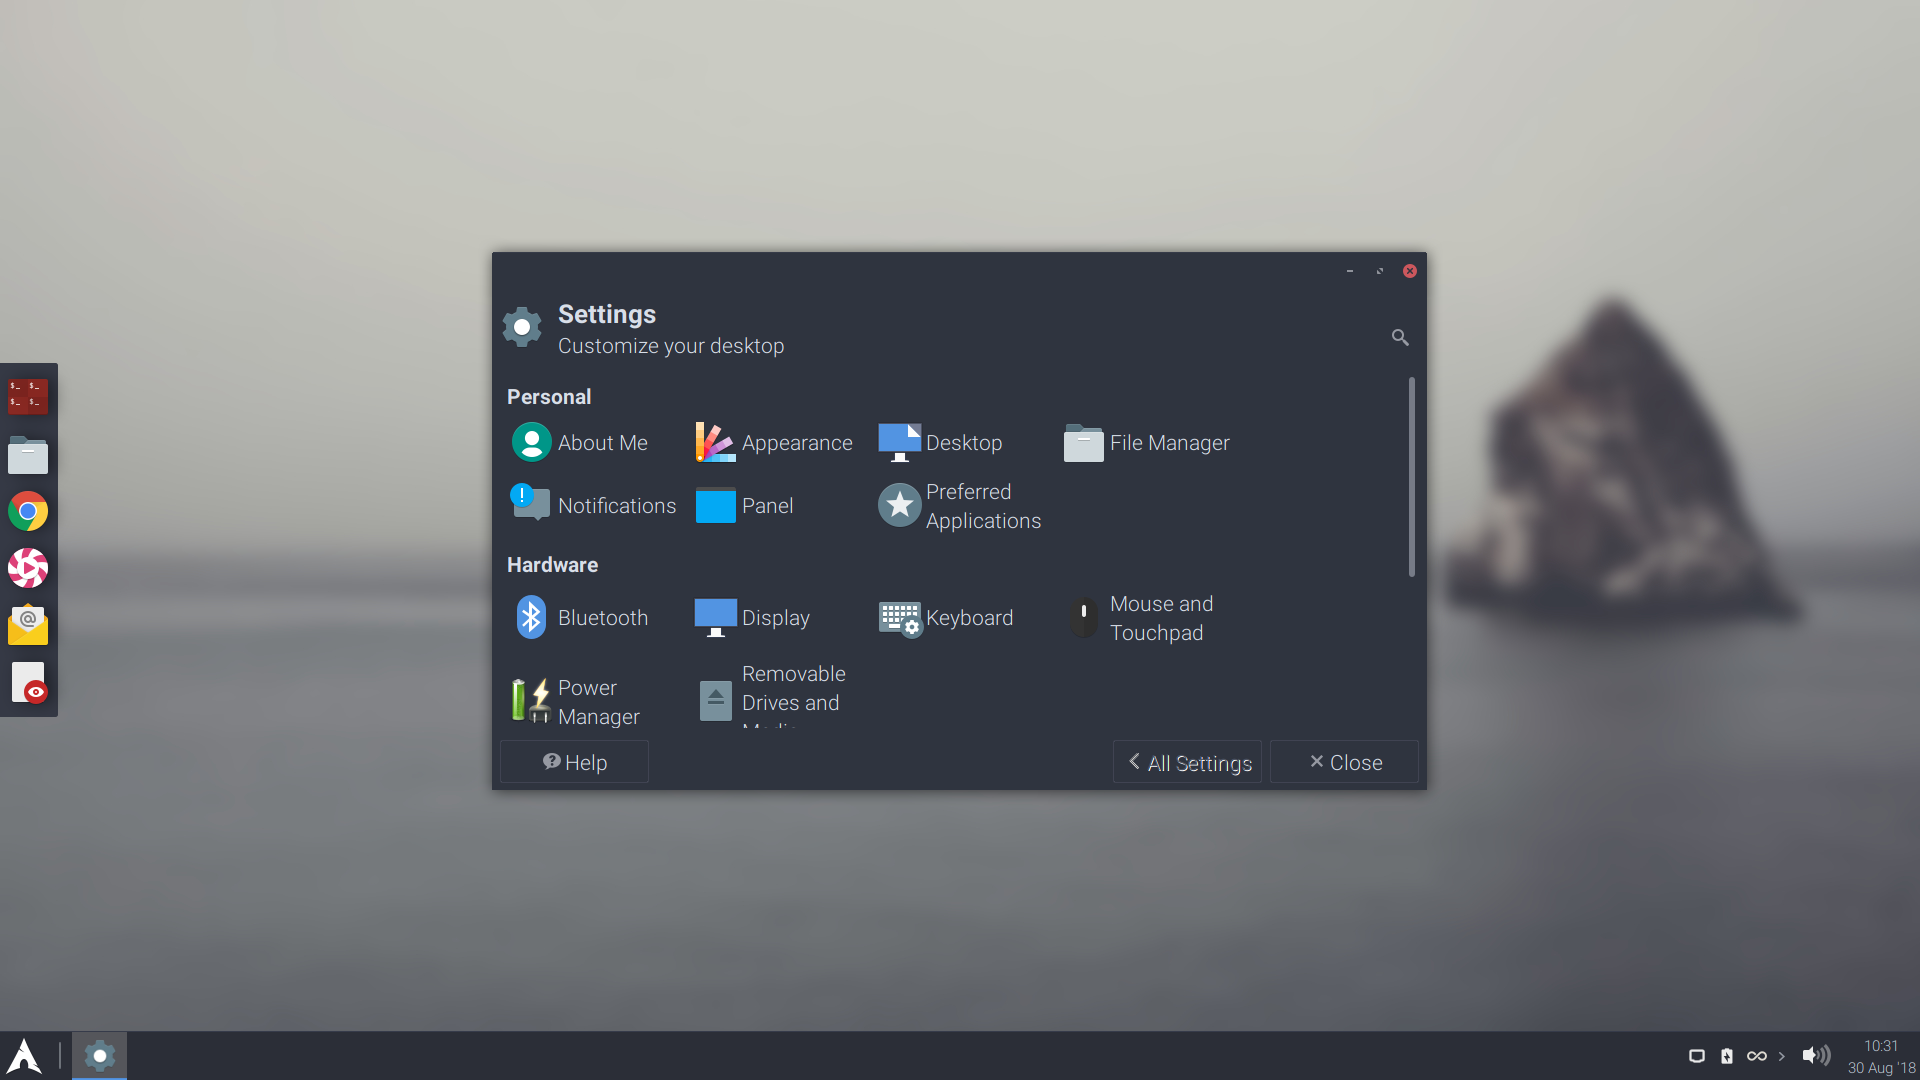 Settings
Customize your desktop
Personal
About Me
Appearance
Desktop
File Manager
Notifications
Panel
Preferred
Applications
Hardware
Bluetooth
Display
Keyboard
Mouse and
Touchpad
Power
Manager
Removable
Drives and
Media
Help
All Settings
Close
$_ $_
$_ $_
10:31
30 Aug '18